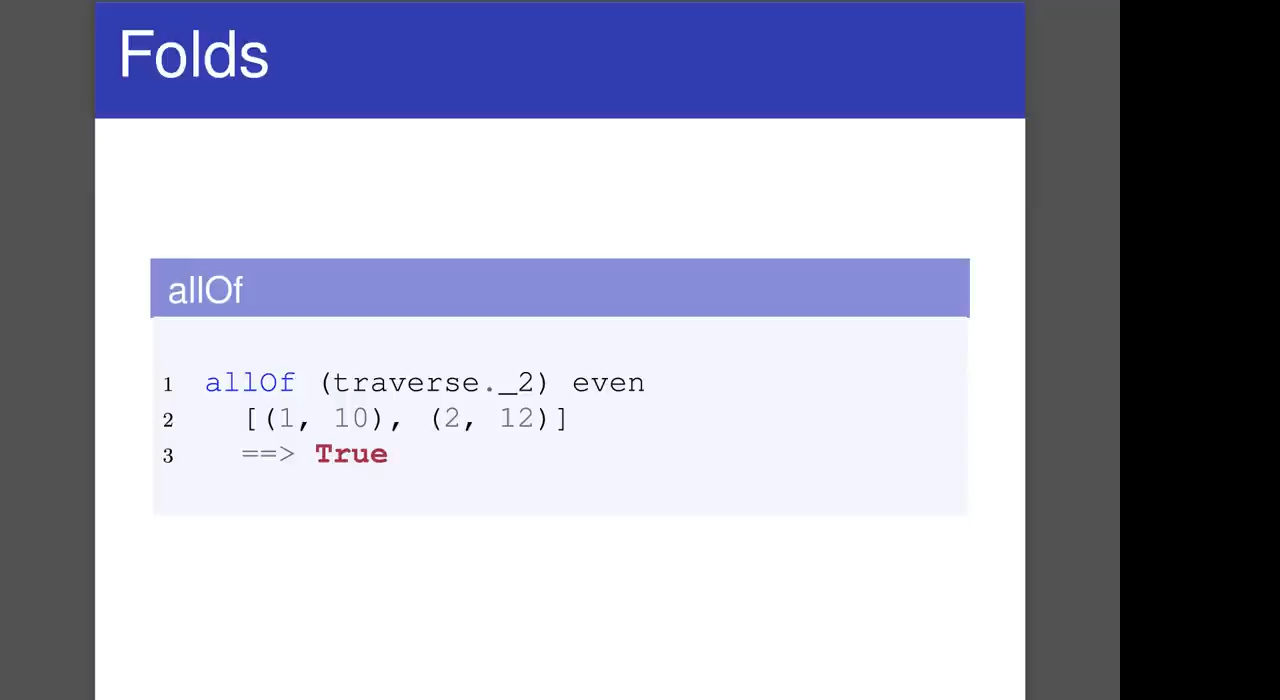 Folds
allOf
1 allOf (traverse._2) even
2 [(1, 10), (2, 12)]
3 ==> True